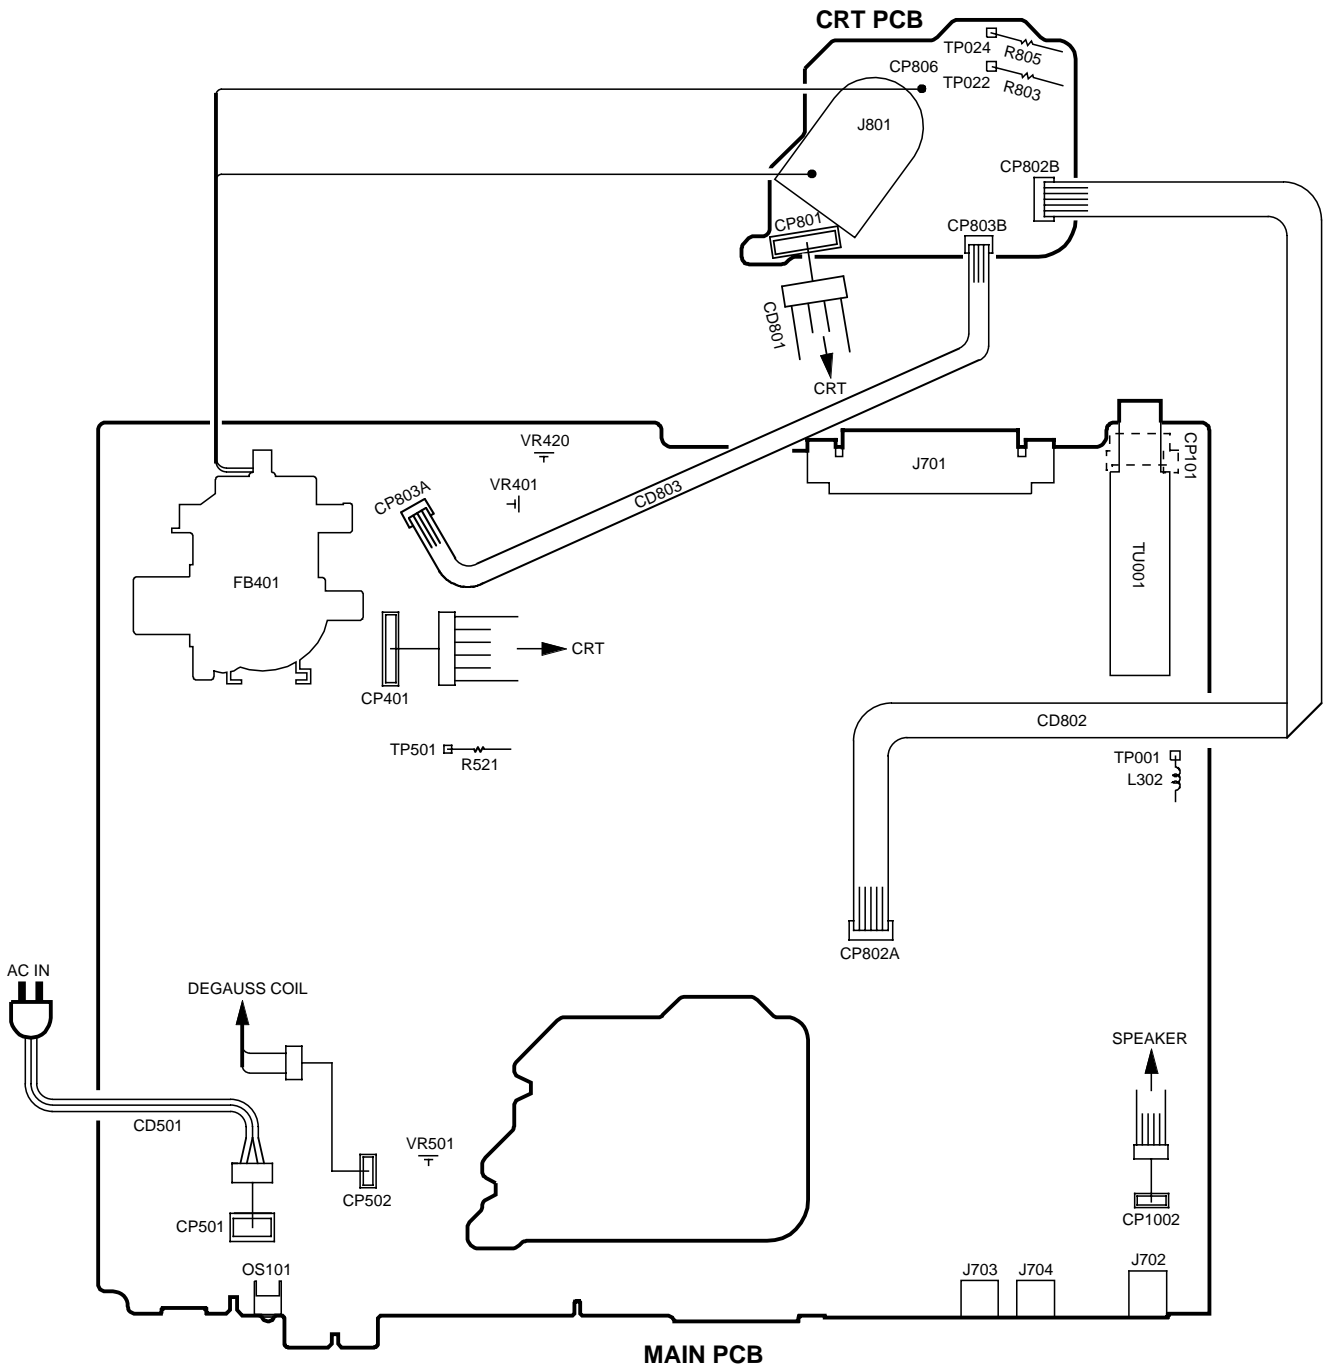 CRT PCB
TP024
R805
CP806
TP022
R803
J801
CP802B
CP801
CP803B
CD801
CRT
VR420
J701
CP101
VR401
CP803A
CD803
TU001
FB401
CRT
CP401
CD802
TP501
R521
TP001
L302
CP802A
AC IN
DEGAUSS COIL
SPEAKER
CD501
VR501
CP502
CP501
CP1002
OS101
J703
J704
J702
MAIN PCB